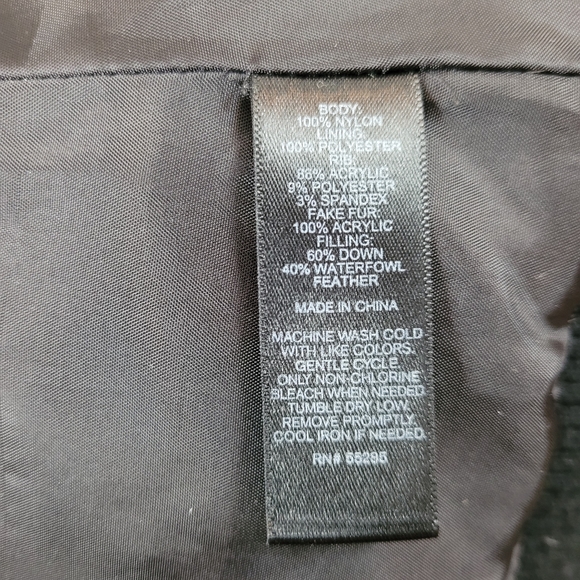 BODY:
100% NYLON
LINING:
100% POLYESTER
RIB:
88% ACRYLIC
9% POLYESTER
3% SPANDEX
FAKE FUR:
100% ACRYLIC
FILLING:
60% DOWN
40% WATERFOWL
FEATHER
MADE IN CHINA
MACHINE WASH COLD
WITH LIKE COLORS.
GENTLE CYCLE.
ONLY NON-CHLORINE
BLEACH WHEN NEEDED.
TUMBLE DRY LOW.
REMOVE PROMPTLY.
COOL IRON IF NEEDED.
RN# 55285